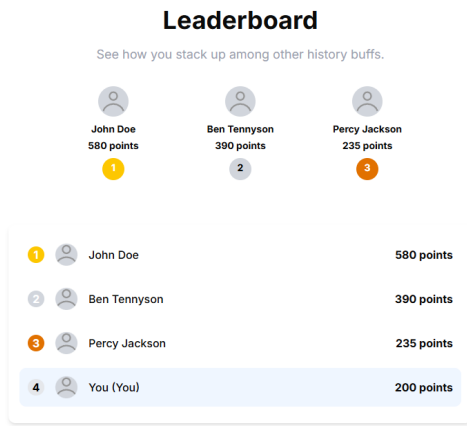 Leaderboard
See how you stack up among other history buffs.
John Doe Ben Tennyson Percy Jackson
580 points 390 points 235 points
1 2 3
1 John Doe 580 points
2 Ben Tennyson 390 points
3 Percy Jackson 235 points
4 You (You) 200 points